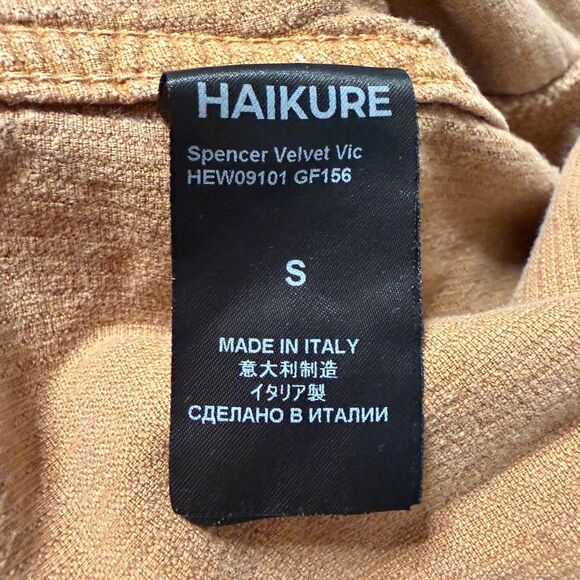 HAIKURE
Spencer Velvet Vic
HEW09101 GF156
S
MADE IN ITALY
意大利制造
イタリア製
СДЕЛАНО В ИТАЛИИ